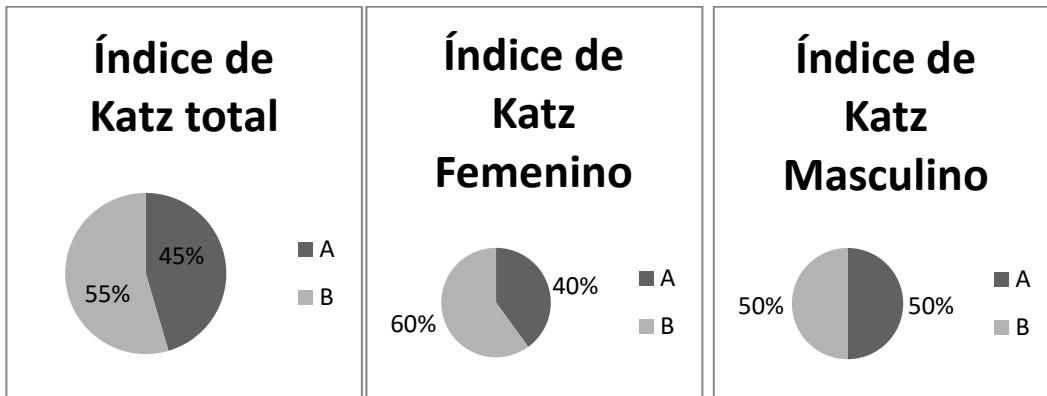 Índice de
Katz total
45%
55%
A
B
Índice de
Katz
Femenino
40%
60%
A
B
Índice de
Katz
Masculino
50%
50%
A
B